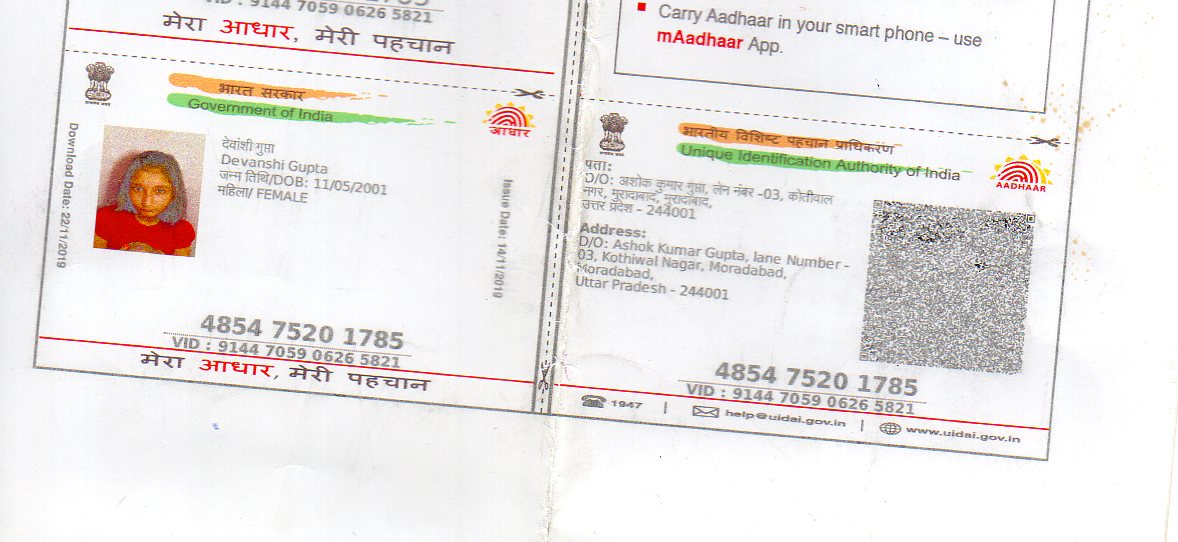 VID : 9144 7059 0626 5821
मेरा आधार, मेरी पहचान
■ Carry Aadhaar in your smart phone – use
mAadhaar App.
भारत सरकार
Government of India
आधार
Download Date: 22/11/2019
देवांशी गुप्ता
Devanshi Gupta
जन्म तिथि/DOB: 11/05/2001
महिला/ FEMALE
Issue Date: 14/11/2019
4854 7520 1785
VID : 9144 7059 0626 5821
मेरा आधार, मेरी पहचान
भारतीय विशिष्ट पहचान प्राधिकरण
Unique Identification Authority of India
AADHAAR
पता:
D/O: अशोक कुमार गुप्ता, लेन नंबर -03, कोतीवाल
नगर, मुरादाबाद, मुरादाबाद,
उत्तर प्रदेश - 244001
Address:
D/O: Ashok Kumar Gupta, lane Number -
03, Kothiwal Nagar, Moradabad,
Moradabad,
Uttar Pradesh - 244001
4854 7520 1785
VID : 9144 7059 0626 5821
1947 | help@uidai.gov.in | www.uidai.gov.in